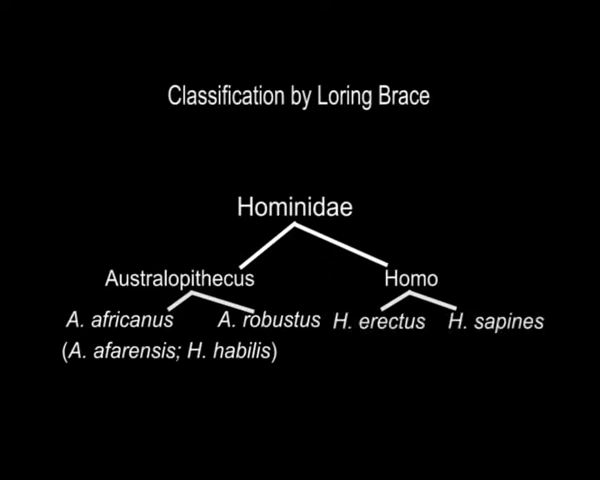 Classification by Loring Brace
Hominidae
Australopithecus Homo
A. africanus A. robustus H. erectus H. sapines
(A. afarensis; H. habilis)